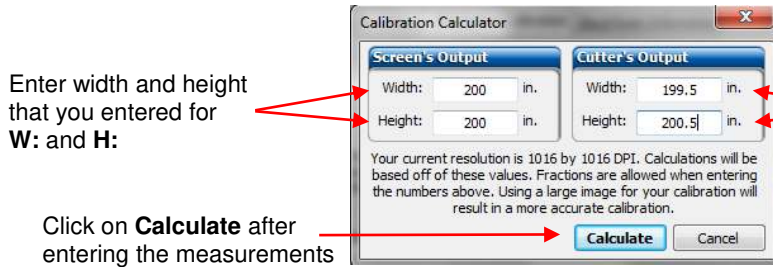 Calibration Calculator
Enter width and height
that you entered for
W: and H:
Screen's Output
Width: 200 in.
Height: 200 in.
Cutter's Output
Width: 199.5 in.
Height: 200.5 in.
Your current resolution is 1016 by 1016 DPI. Calculations will be
based off of these values. Fractions are allowed when entering
the numbers above. Using a large image for your calibration will
result in a more accurate calibration.
Click on Calculate after
entering the measurements
Calculate
Cancel